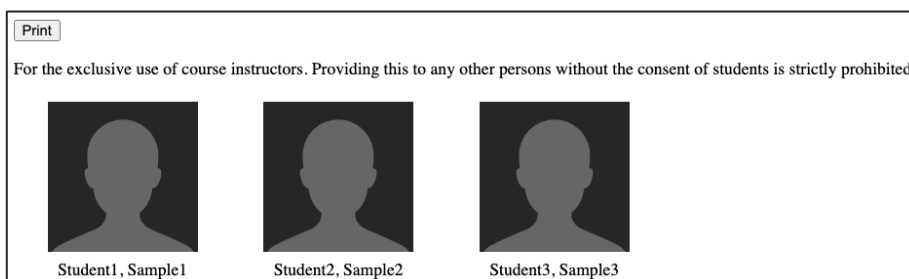 Print
For the exclusive use of course instructors. Providing this to any other persons without the consent of students is strictly prohibited
Student1, Sample1
Student2, Sample2
Student3, Sample3